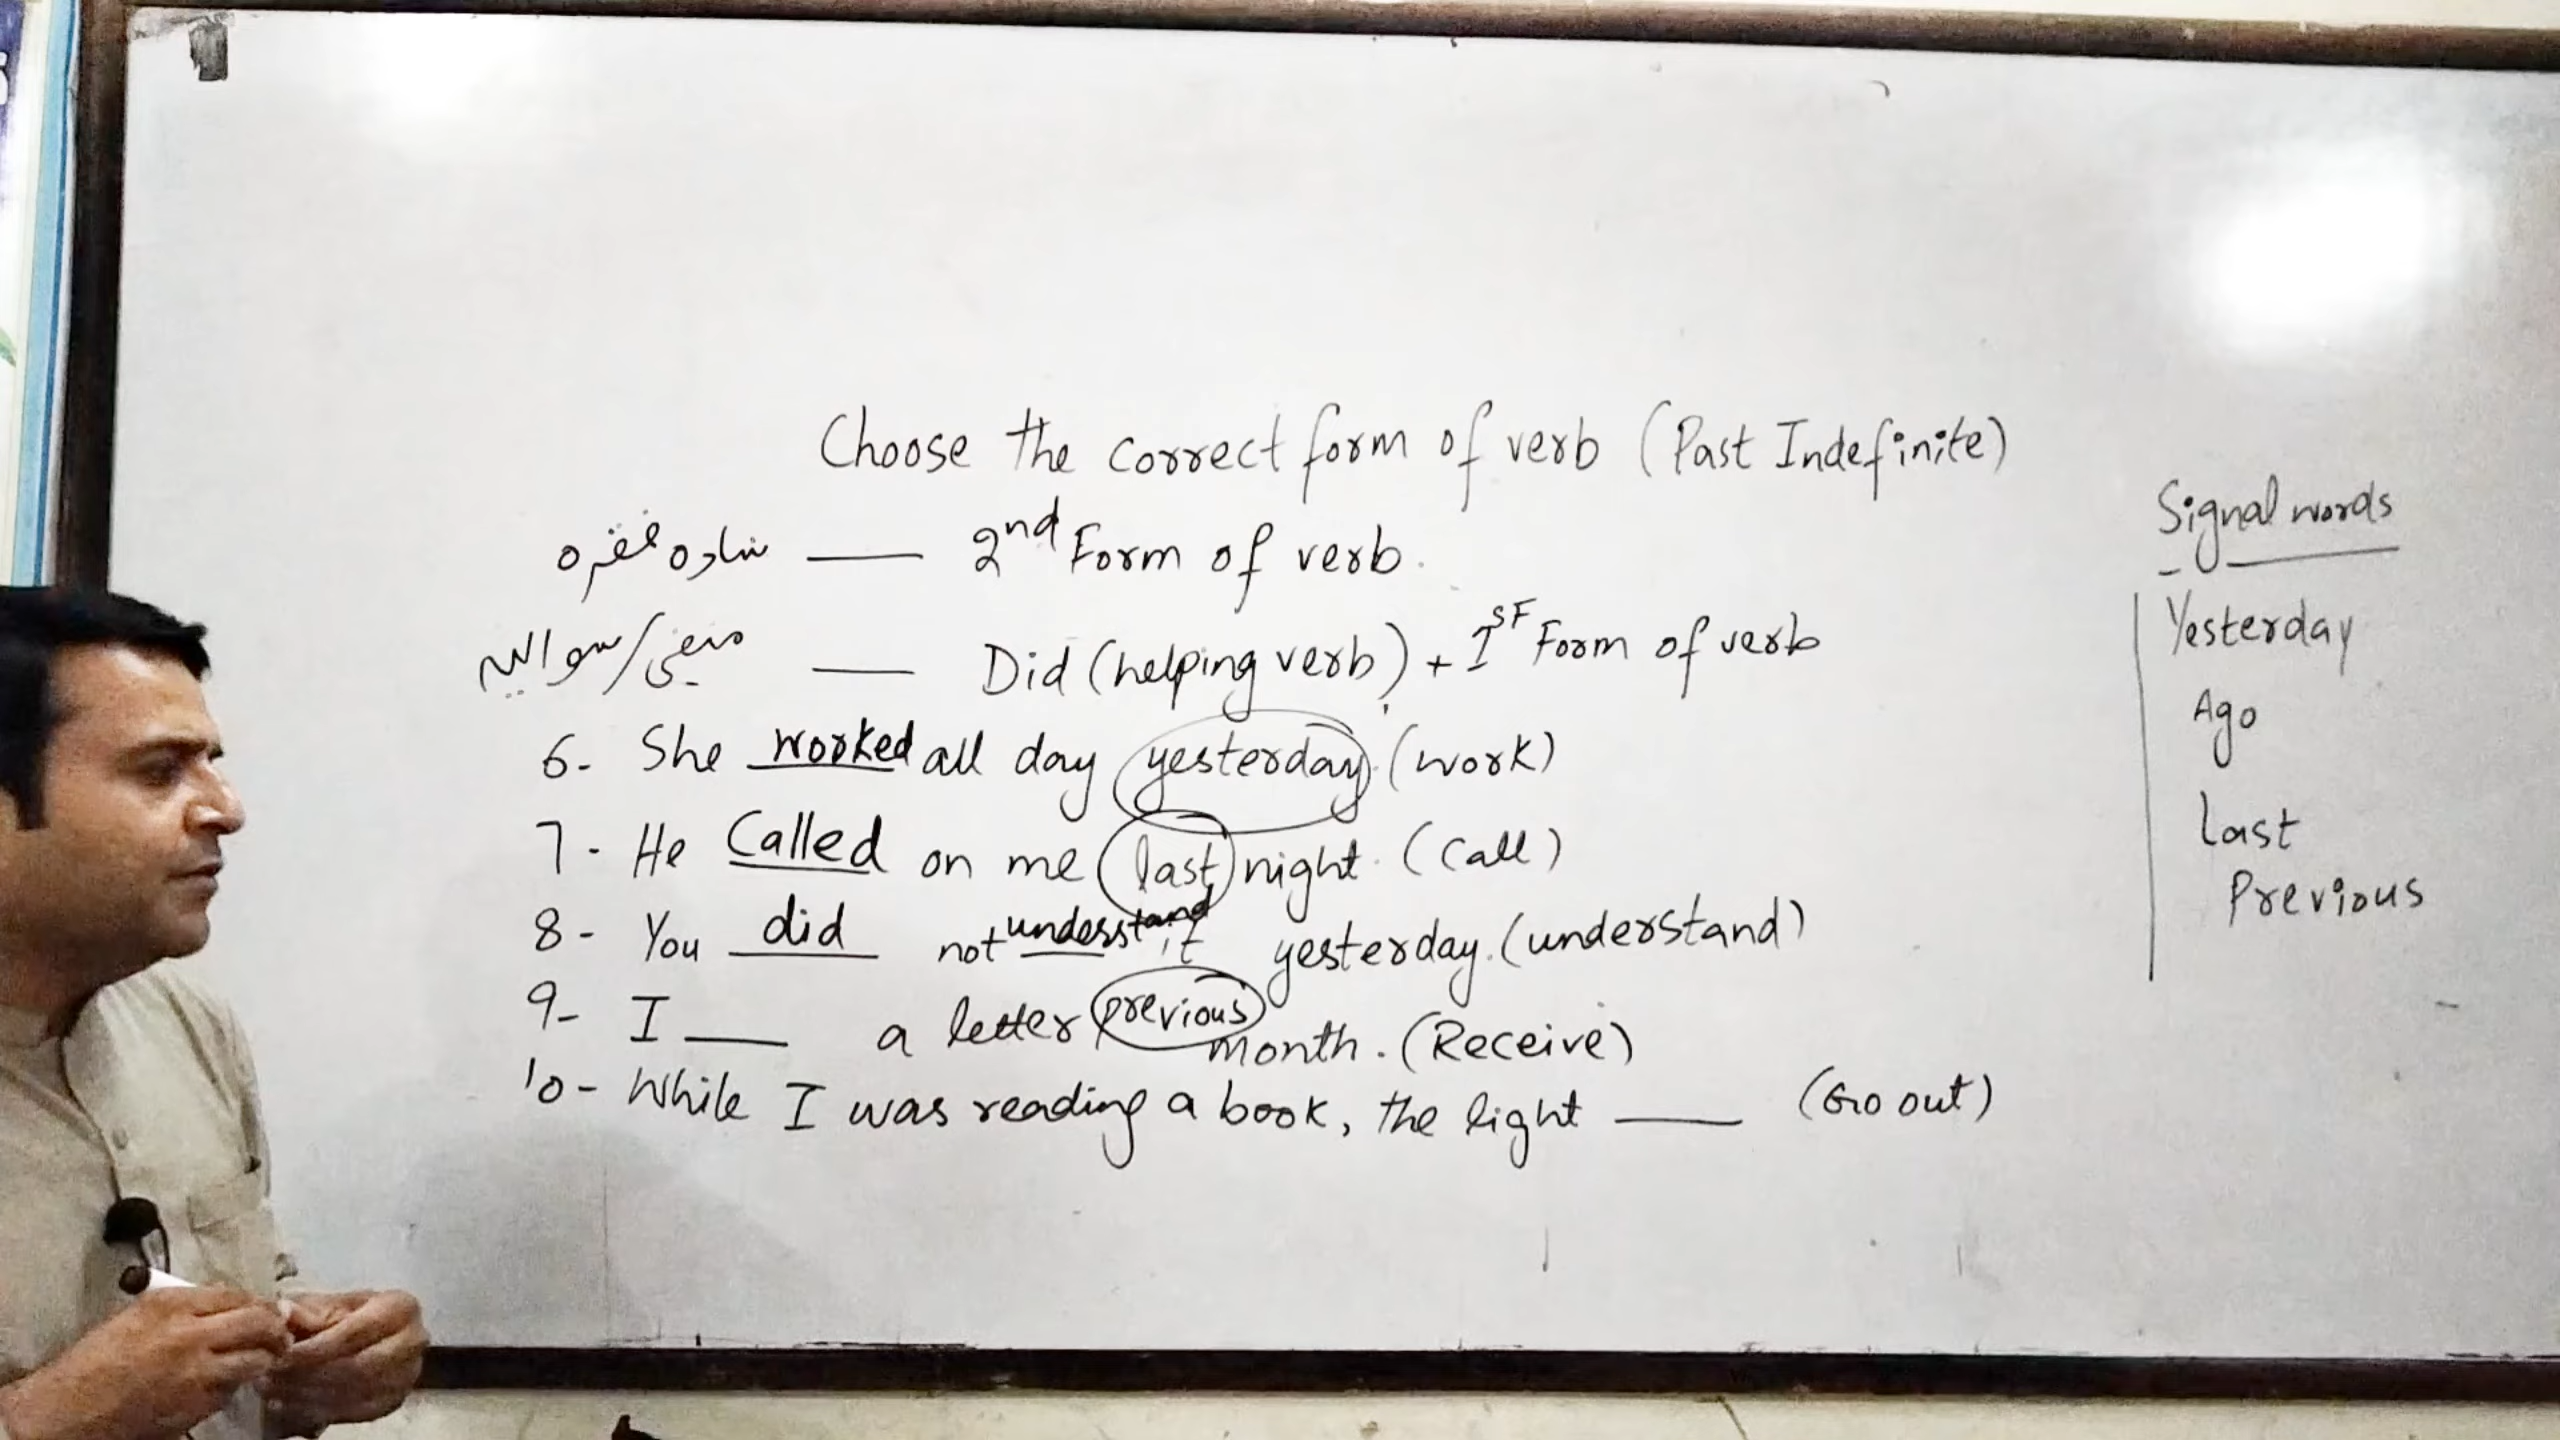 Choose the correct form of verb (Past Indefinite)
سادہ فقرہ — 2nd Form of verb.
منفی/سوالیہ — Did (helping verb) + Ist Form of verb
6- She worked all day yesterday. (work)
7- He Called on me last night. (Call)
8- You did not understand it yesterday. (understand)
9- I ___ a letter previous month. (Receive)
10- While I was reading a book, the light ___ (Go out)
Signal words
Yesterday
Ago
Last
Previous